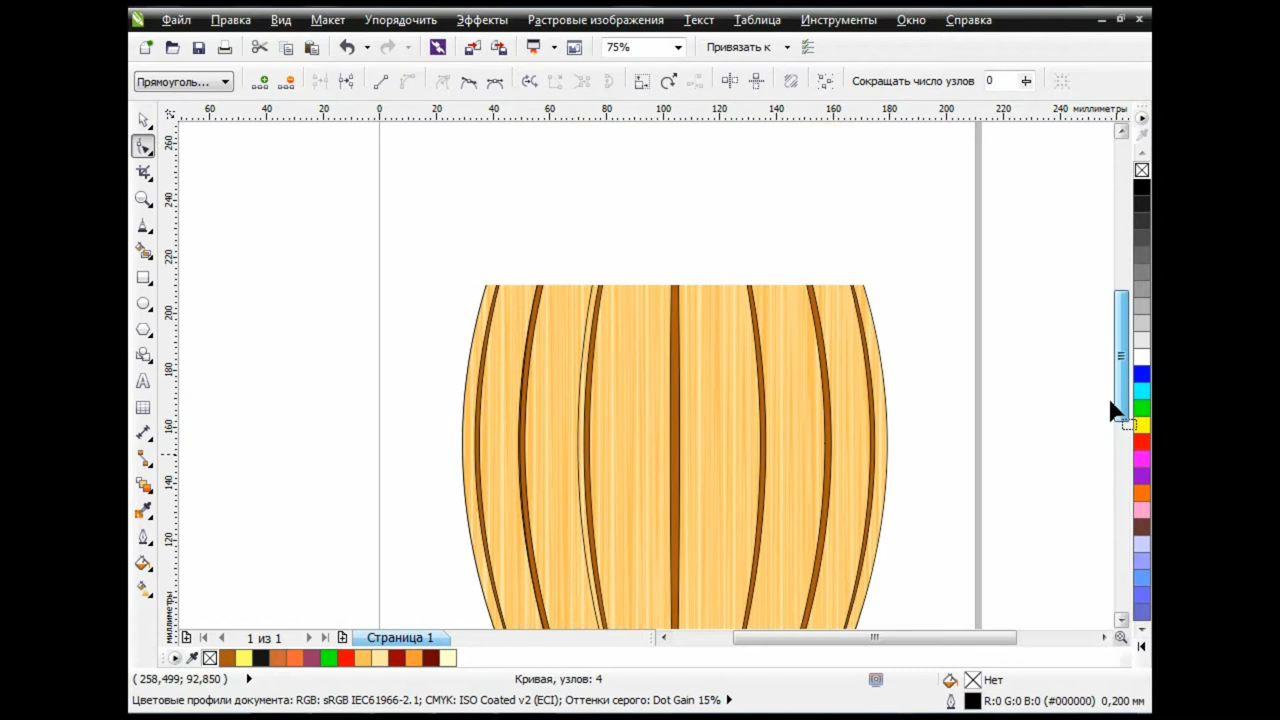 Файл Правка Вид Макет Упорядочить Эффекты Растровые изображения Текст Таблица Инструменты Окно Справка
75% Привязать к
Прямоуголь... Сокращать число узлов 0
60 40 20 0 20 40 60 80 100 120 140 160 180 200 220 240 миллиметры
260
240
220
200
180
160
140
120
миллиметры
1 из 1 Страница 1
( 258,499; 92,850 ) Кривая, узлов: 4 Нет
Цветовые профили документа: RGB: sRGB IEC61966-2.1; CMYK: ISO Coated v2 (ECI); Оттенки серого: Dot Gain 15% R:0 G:0 B:0 (#000000) 0,200 мм